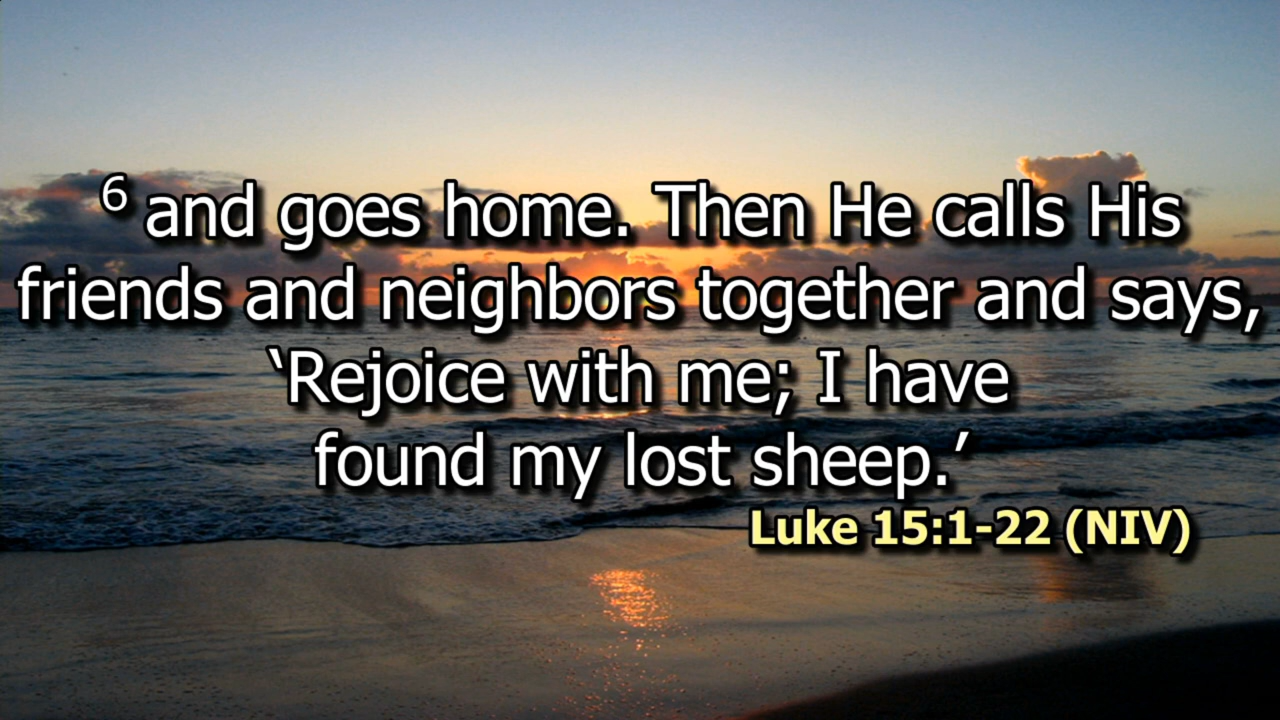 6 and goes home. Then He calls His
friends and neighbors together and says,
‘Rejoice with me; I have
found my lost sheep.’
Luke 15:1-22 (NIV)